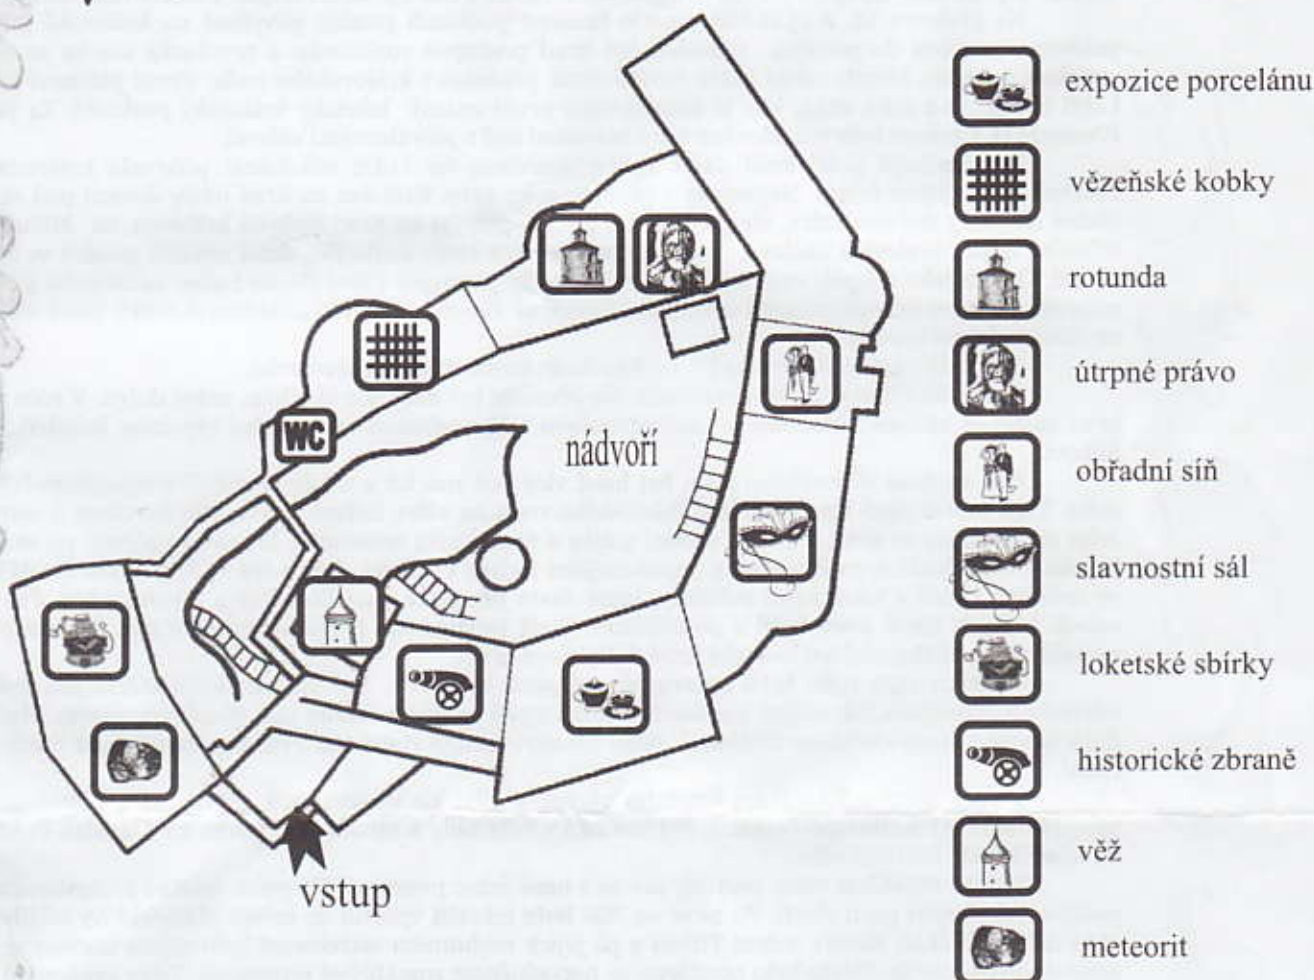 expozice porcelánu
vězeňské kobky
rotunda
útrpné právo
obřadní síň
slavnostní sál
loketské sbírky
historické zbraně
věž
meteorit
WC
nádvoří
vstup